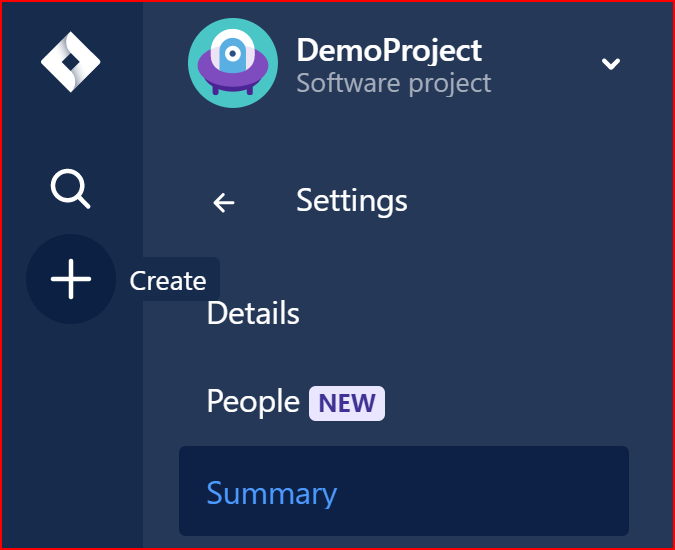 DemoProject
Software project
Settings
Create
Details
People NEW
Summary